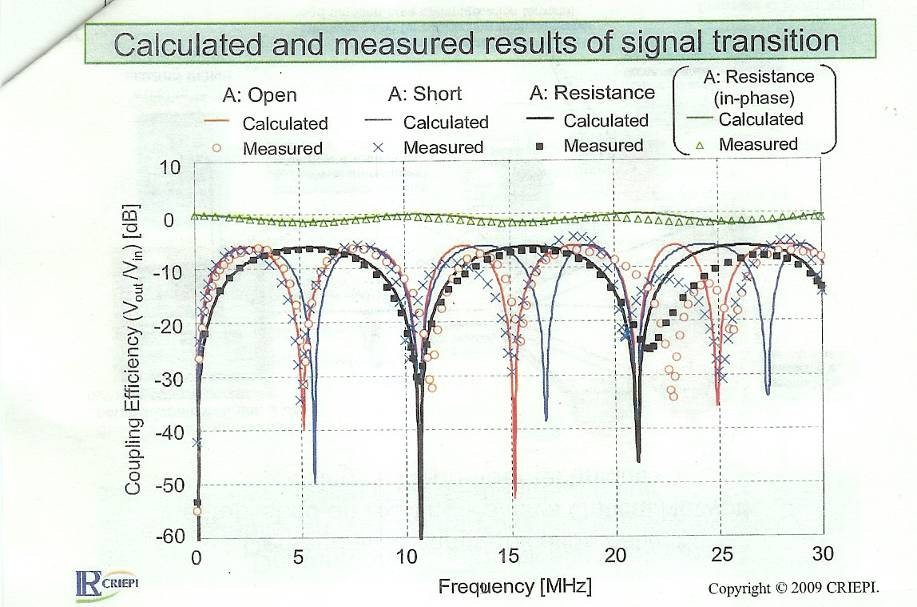 Calculated and measured results of signal transition
A: Open
Calculated
Measured
A: Short
Calculated
Measured
A: Resistance
Calculated
Measured
A: Resistance
(in-phase)
Calculated
Measured
Coupling Efficiency (Vout /Vin) [dB]
10
0
-10
-20
-30
-40
-50
-60
0 5 10 15 20 25 30
Frequency [MHz]
CRIEPI
Copyright © 2009 CRIEPI.